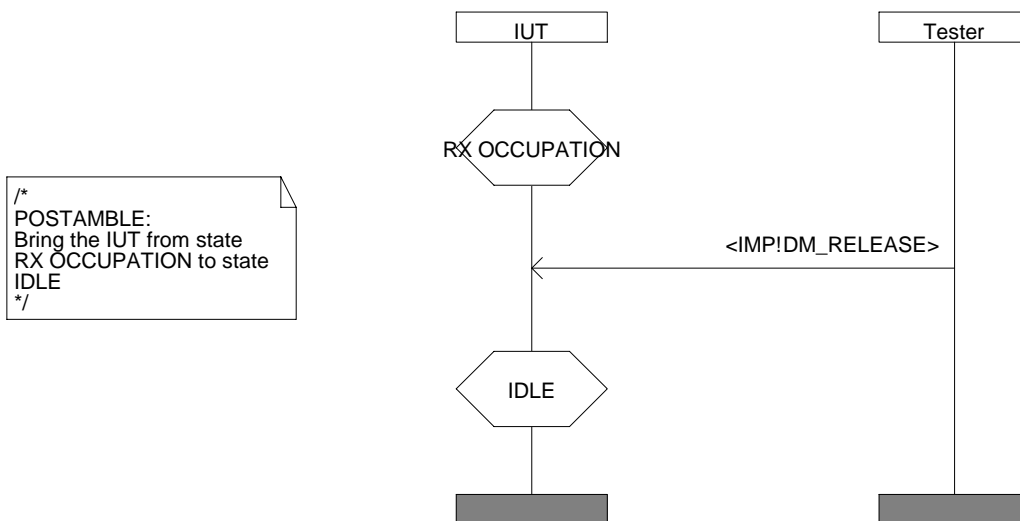 IUT
Tester
RX OCCUPATION
/*
POSTAMBLE:
Bring the IUT from state
RX OCCUPATION to state
IDLE
*/
<IMP!DM_RELEASE>
IDLE